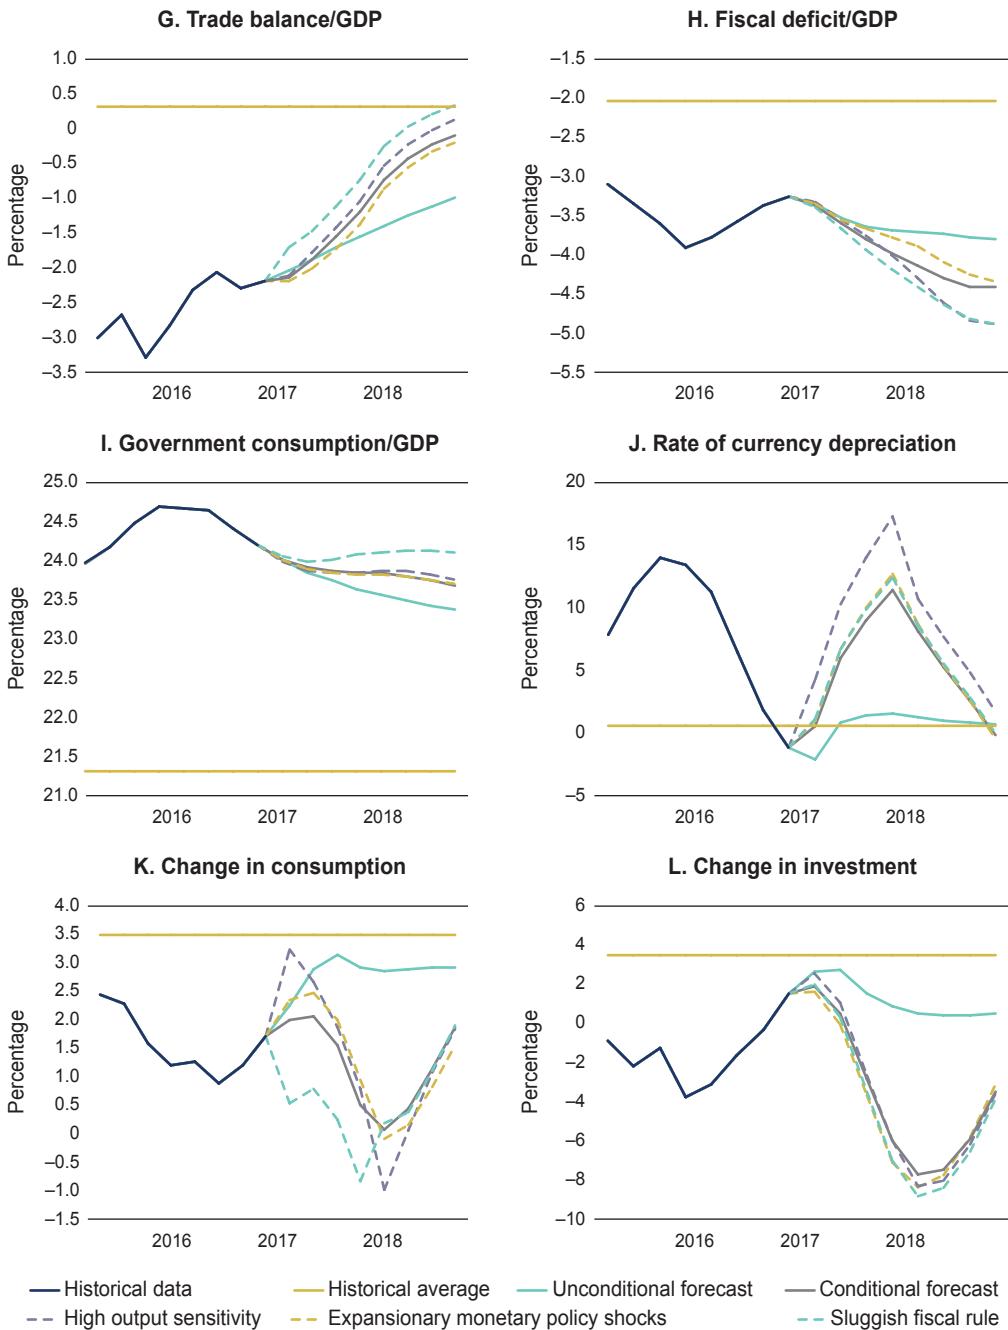 G. Trade balance/GDP
Percentage
1.0
0.5
0
–0.5
–1.0
–1.5
–2.0
–2.5
–3.0
–3.5
2016 2017 2018
H. Fiscal deficit/GDP
Percentage
–1.5
–2.0
–2.5
–3.0
–3.5
–4.0
–4.5
–5.0
–5.5
2016 2017 2018
I. Government consumption/GDP
Percentage
25.0
24.5
24.0
23.5
23.0
22.5
22.0
21.5
21.0
2016 2017 2018
J. Rate of currency depreciation
Percentage
20
15
10
5
0
–5
2016 2017 2018
K. Change in consumption
Percentage
4.0
3.5
3.0
2.5
2.0
1.5
1.0
0.5
0
–0.5
–1.0
–1.5
2016 2017 2018
L. Change in investment
Percentage
6
4
2
0
–2
–4
–6
–8
–10
2016 2017 2018
Historical data Historical average Unconditional forecast Conditional forecast
High output sensitivity Expansionary monetary policy shocks Sluggish fiscal rule